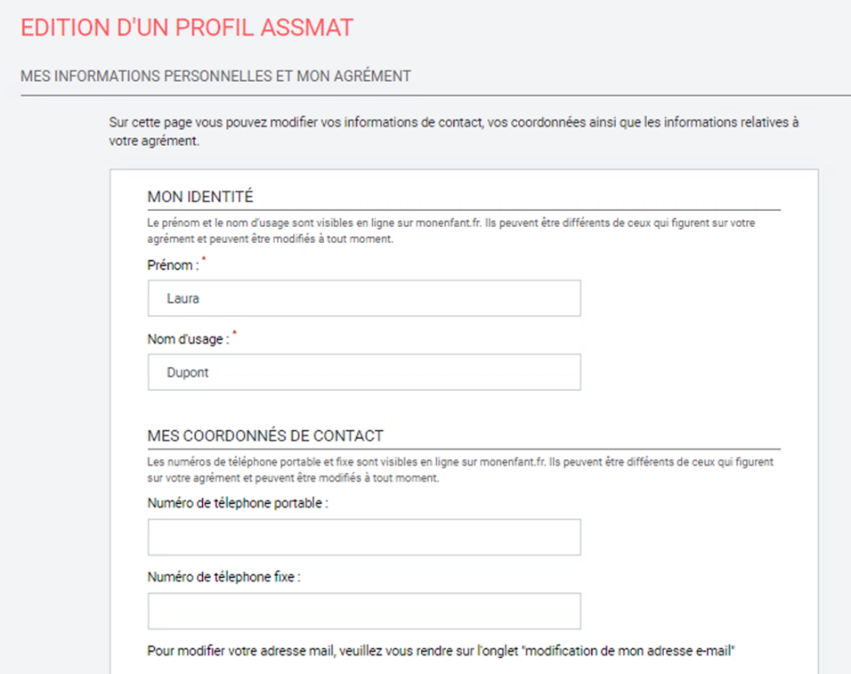 EDITION D'UN PROFIL ASSMAT
MES INFORMATIONS PERSONNELLES ET MON AGRÉMENT
Sur cette page vous pouvez modifier vos informations de contact, vos coordonnées ainsi que les informations relatives à
votre agrément.
MON IDENTITÉ
Le prénom et le nom d'usage sont visibles en ligne sur monenfant.fr. Ils peuvent être différents de ceux qui figurent sur votre
agrément et peuvent être modifiés à tout moment.
Prénom : *
Laura
Nom d'usage : *
Dupont
MES COORDONNÉS DE CONTACT
Les numéros de téléphone portable et fixe sont visibles en ligne sur monenfant.fr. Ils peuvent être différents de ceux qui figurent
sur votre agrément et peuvent être modifiés à tout moment.
Numéro de télephone portable :
Numéro de télephone fixe :
Pour modifier votre adresse mail, veuillez vous rendre sur l'onglet "modification de mon adresse e-mail"